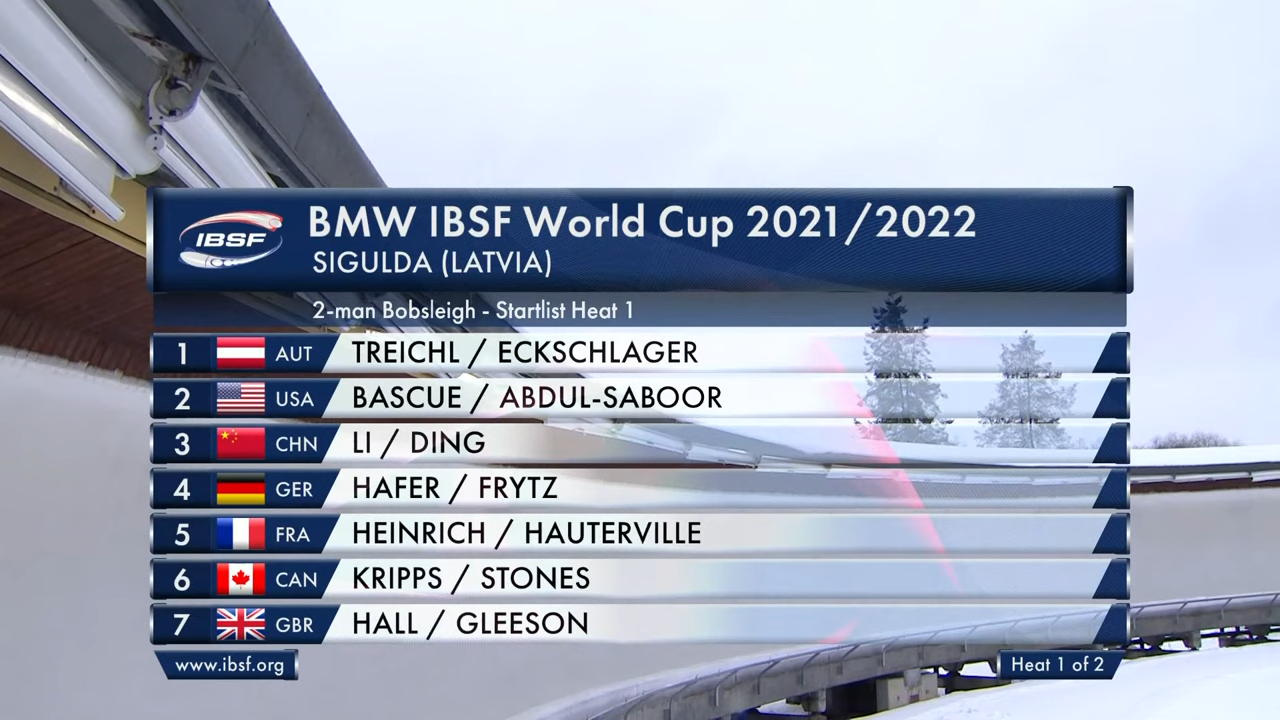 IBSF
BMW IBSF World Cup 2021/2022
SIGULDA (LATVIA)
2-man Bobsleigh - Startlist Heat 1
1 AUT TREICHL / ECKSCHLAGER
2 USA BASCUE / ABDUL-SABOOR
3 CHN LI / DING
4 GER HAFER / FRYTZ
5 FRA HEINRICH / HAUTERVILLE
6 CAN KRIPPS / STONES
7 GBR HALL / GLEESON
www.ibsf.org
Heat 1 of 2